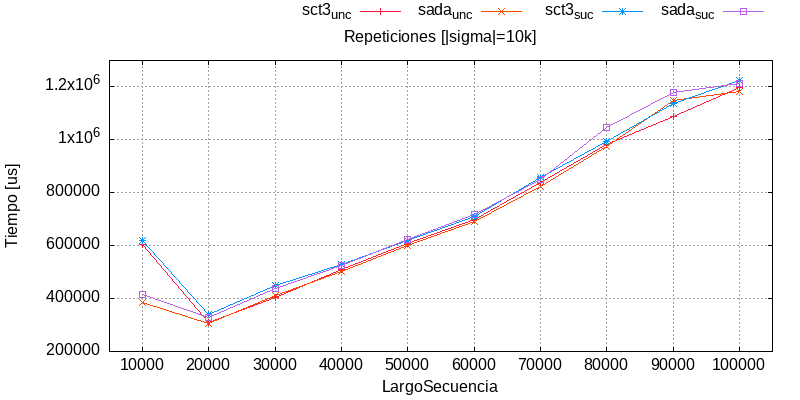 sct3unc sadaunc sct3suc sadasuc
Repeticiones [|sigma|=10k]
1.2x10^6
1x10^6
800000
600000
400000
200000
Tiempo [us]
10000 20000 30000 40000 50000 60000 70000 80000 90000 100000
LargoSecuencia